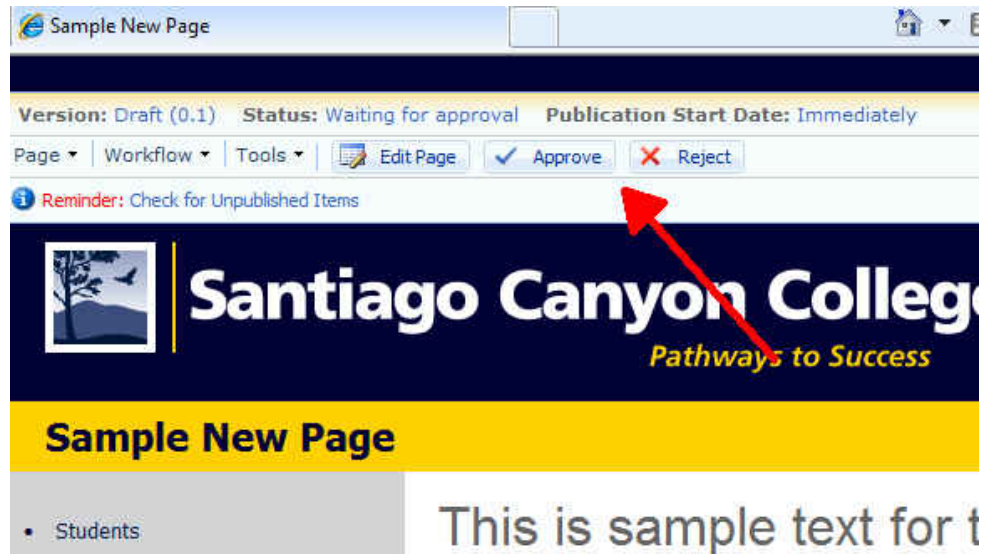 Sample New Page
Version: Draft (0.1) Status: Waiting for approval Publication Start Date: Immediately
Page Workflow Tools Edit Page Approve Reject
Reminder: Check for Unpublished Items
Santiago Canyon College
Pathways to Success
Sample New Page
• Students
This is sample text for t